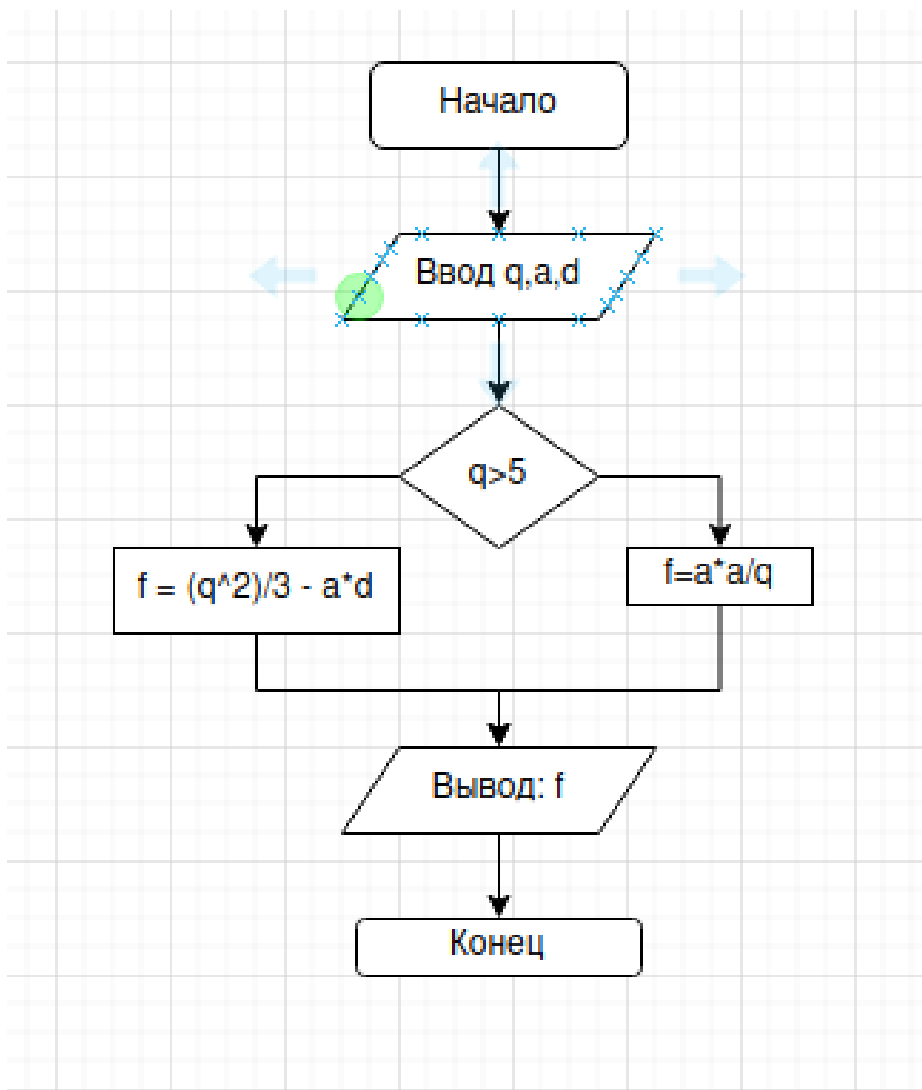 Начало
Ввод q,a,d
q>5
f = (q^2)/3 - a*d
f=a*a/q
Вывод: f
Конец